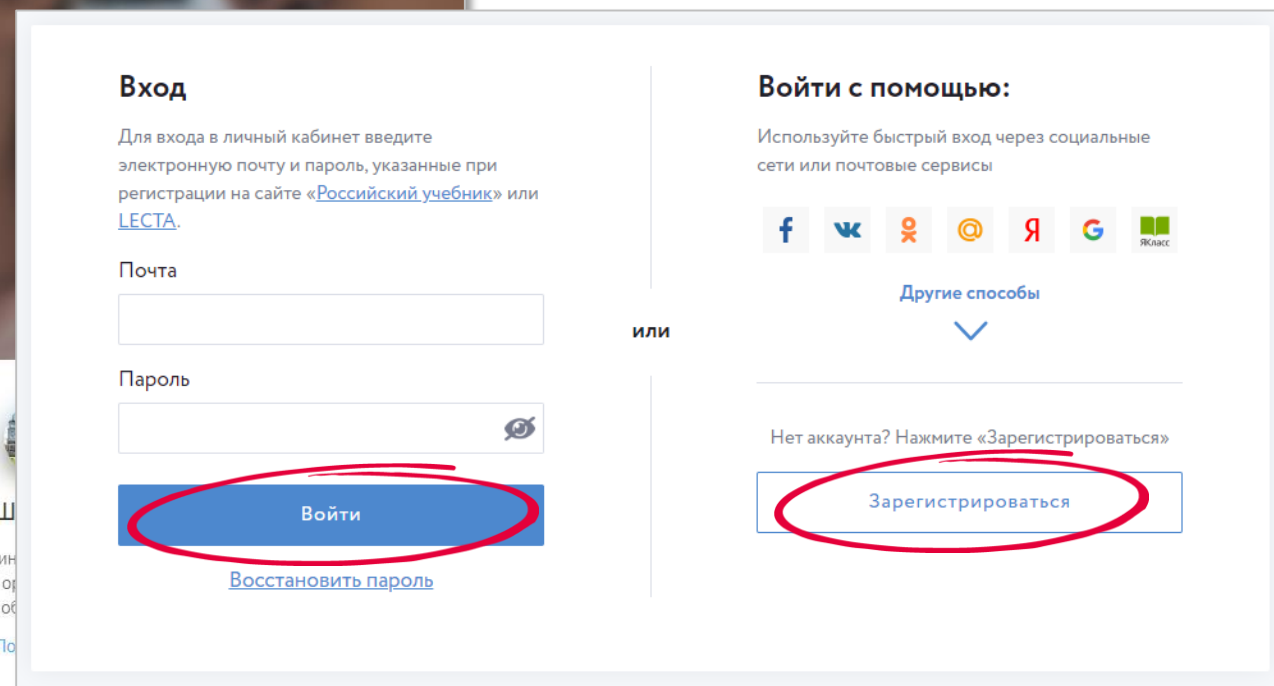 Вход
Для входа в личный кабинет введите
электронную почту и пароль, указанные при
регистрации на сайте «Российский учебник» или
LECTA.
Почта
Пароль
Войти
Восстановить пароль
или
Войти с помощью:
Используйте быстрый вход через социальные
сети или почтовые сервисы
ЯКласс
Другие способы
Нет аккаунта? Нажмите «Зарегистрироваться»
Зарегистрироваться